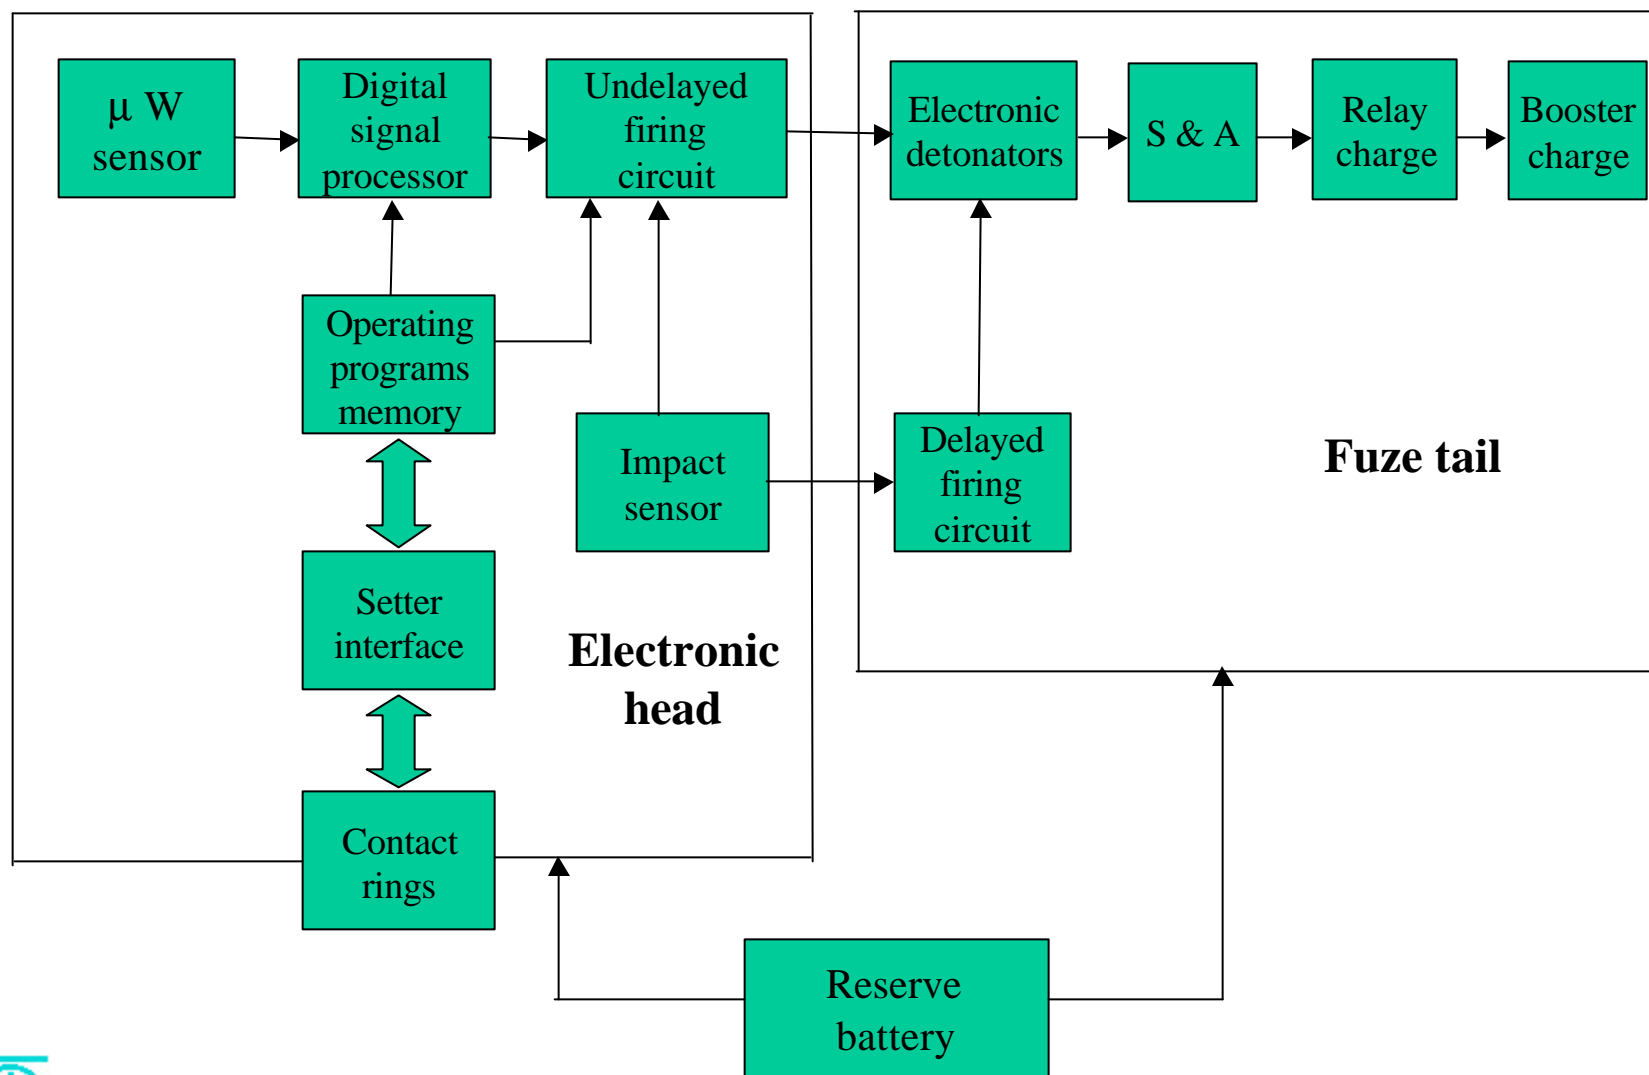 μ W
sensor
Digital
signal
processor
Undelayed
firing
circuit
Electronic
detonators
S & A
Relay
charge
Booster
charge
Operating
programs
memory
Impact
sensor
Delayed
firing
circuit
Fuze tail
Setter
interface
Electronic
head
Contact
rings
Reserve
battery